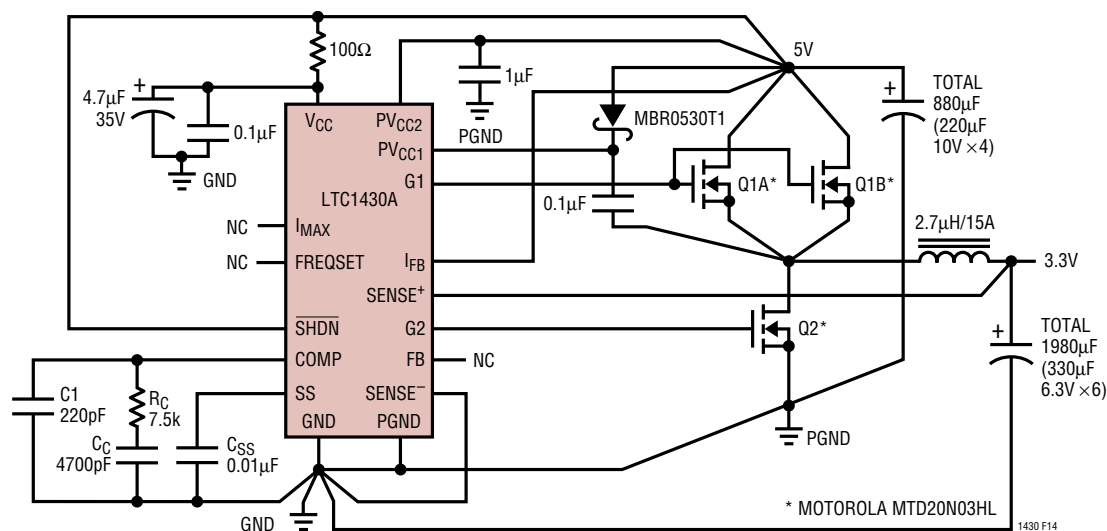 100Ω
5V
4.7µF
35V
0.1µF
GND
1µF
PGND
MBR0530T1
TOTAL
880µF
(220µF
10V ×4)
VCC
PVCC2
PVCC1
G1
LTC1430A
0.1µF
Q1A*
Q1B*
NC
IMAX
NC
FREQSET
IFB
SENSE+
2.7µH/15A
3.3V
SHDN
G2
Q2*
COMP
FB
NC
SS
SENSE–
GND
PGND
TOTAL
1980µF
(330µF
6.3V ×6)
C1
220pF
RC
7.5k
CC
4700pF
CSS
0.01µF
PGND
GND
* MOTOROLA MTD20N03HL
1430 F14